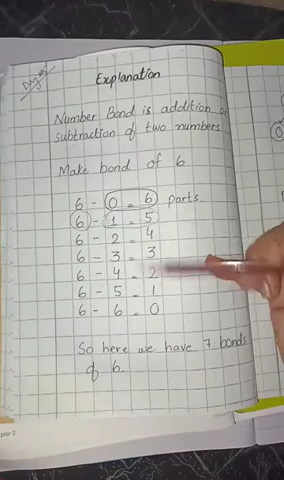 Explanation
Number Bond is addition or
subtraction of two numbers
Make bond of 6
6 - 0 = 6 parts
6 - 1 = 5
6 - 2 = 4
6 - 3 = 3
6 - 4 = 2
6 - 5 = 1
6 - 6 = 0
So here we have 7 bonds
of 6.
pter 2